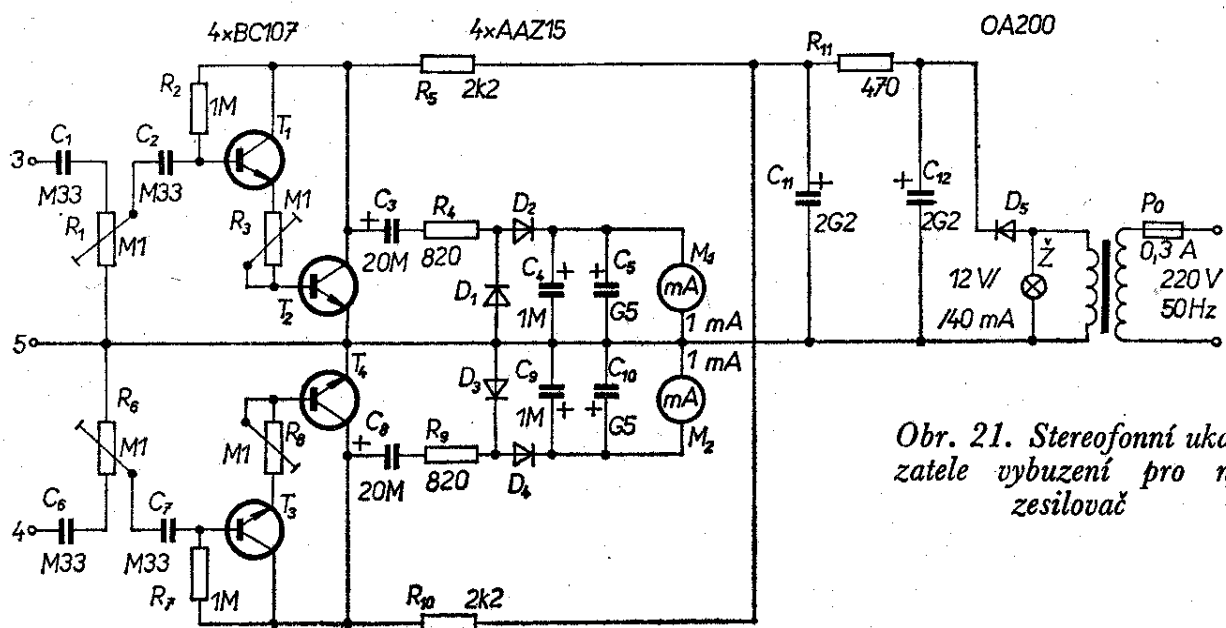 4×BC107
4×AAZ15
OA200
R₂
1M
T₁
R₅
2k2
R₁₁
470
C₁
C₂
3
M33
M33
R₁
M1
M1
R₃
T₂
C₃
20M
R₄
820
D₂
D₁
C₄
1M
C₅
G5
M₁
mA
1 mA
C₁₁
2G2
C₁₂
2G2
D₅
Ž
12V/
/40 mA
P₀
0,3 A
220 V
50Hz
5
T₄
R₆
M1
M1
R₈
C₈
20M
R₉
820
D₃
D₄
C₉
1M
C₁₀
G5
1 mA
mA
M₂
C₆
C₇
4
M33
M33
T₃
R₇
1M
R₁₀
2k2
Obr. 21. Stereofonní uka-
zatele vybuzení pro
zesilovač